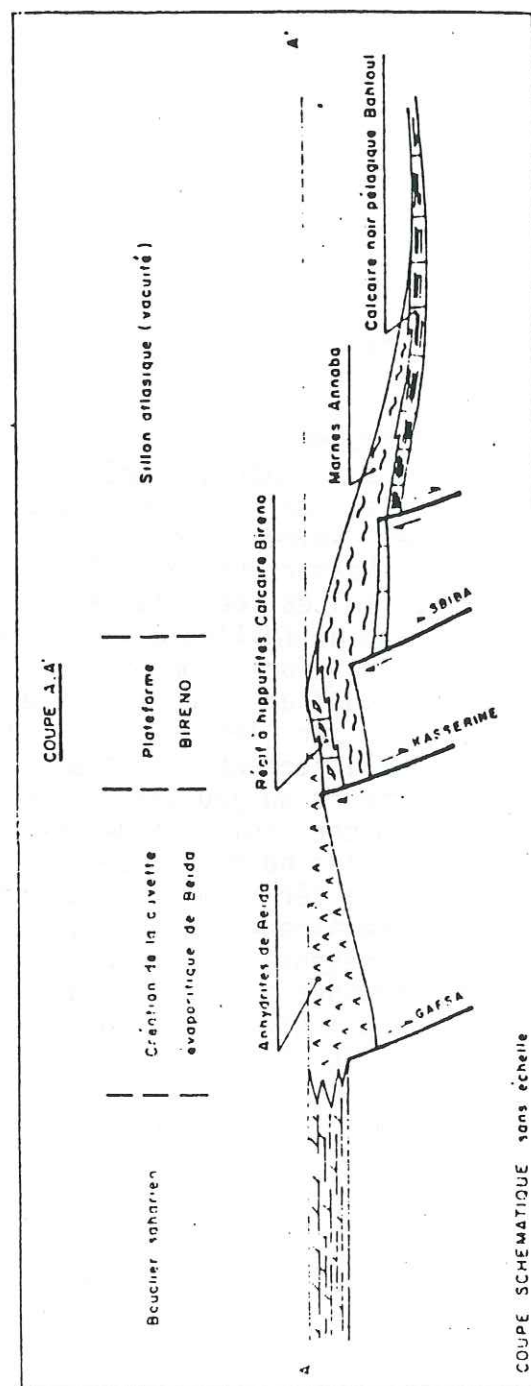 COUPE A.A'
Bouclier saharien
Création de la cuvette
évaporitique de Beida
Plateforme
BIRENO
Sillon atlasique (vacuité)
Anhydrites de Beida
Récif à hippurites Calcaire Bireno
Marnes Annaba
Calcaire noir pélagique Bahloul
A
A'
GAFSA
KASSERINE
SBIBA
COUPE SCHEMATIQUE sans échelle